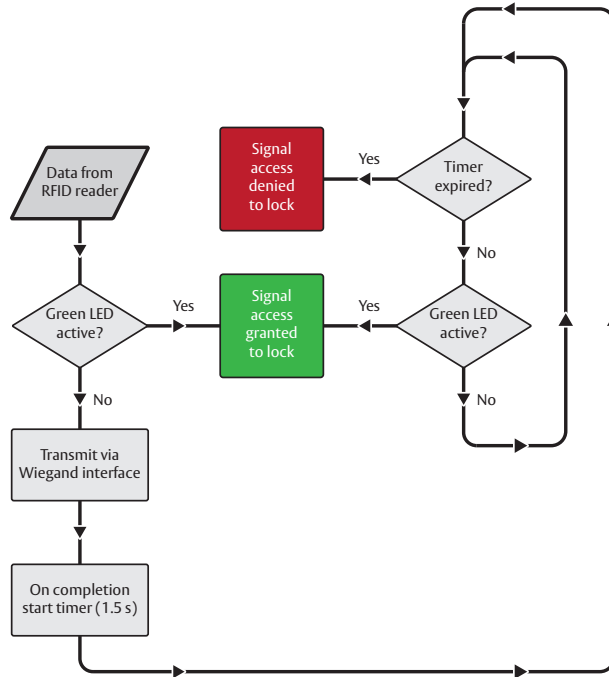 Data from
RFID reader
Green LED
active?
Yes
No
Transmit via
Wiegand interface
On completion
start timer (1.5 s)
Signal
access
denied
to lock
Yes
Timer
expired?
No
Signal
access
granted
to lock
Yes
Green LED
active?
No